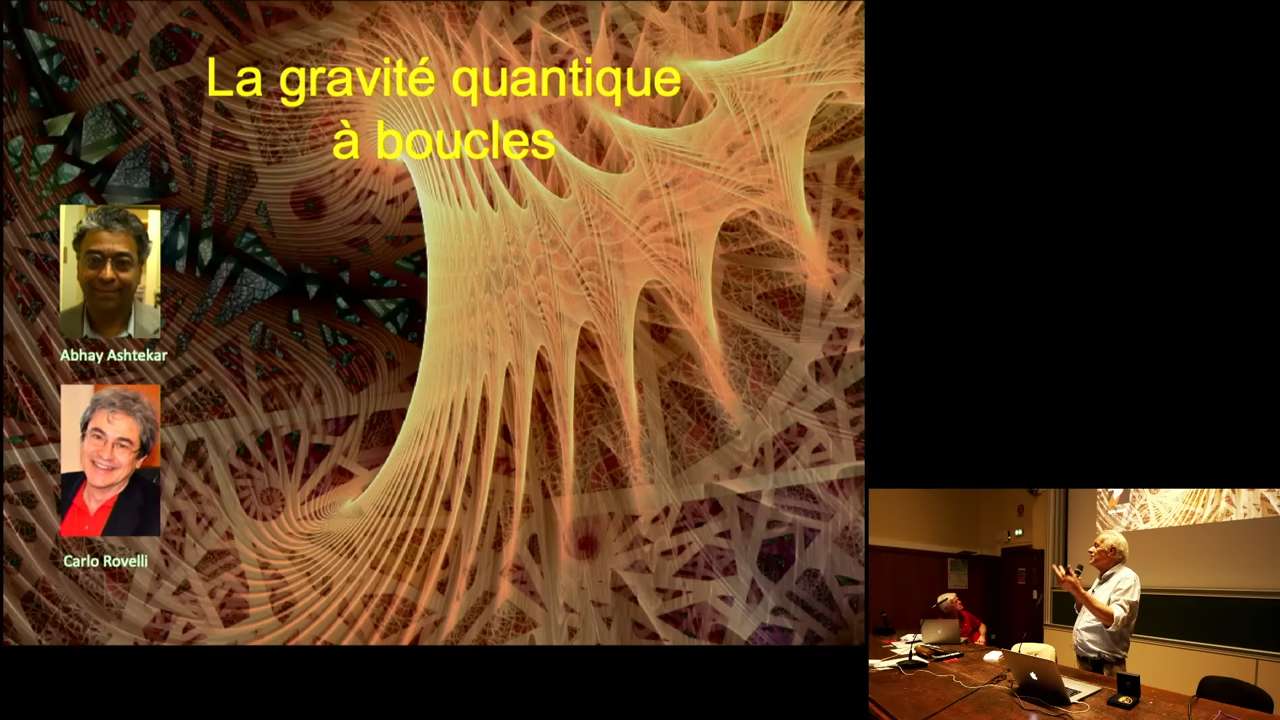 La gravité quantique
à boucles
Abhay Ashtekar
Carlo Rovelli